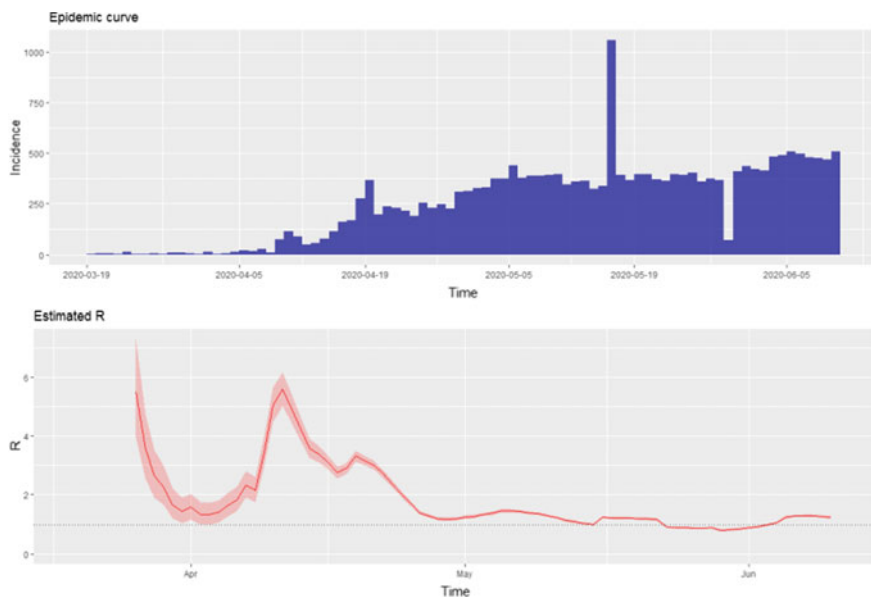 Epidemic curve
1000
750
500
250
0
Incidence
2020-03-19 2020-04-05 2020-04-19 2020-05-05 2020-05-19 2020-06-05
Time
Estimated R
6
4
2
0
R
Apr May Jun
Time